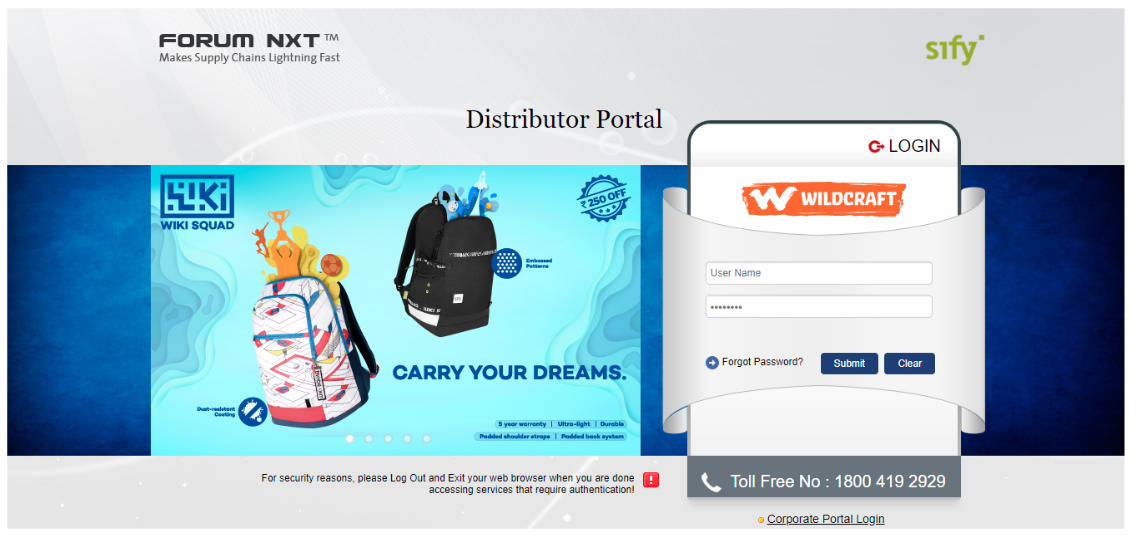 FORUM NXT™
Makes Supply Chains Lightning Fast
sify
Distributor Portal
LOGIN
WIKI
WIKI SQUAD
₹ 250 OFF
WILDCRAFT
Embossed
Patterns
User Name
Forgot Password?
Submit
Clear
CARRY YOUR DREAMS.
Dust-resistant
Coating
5 year warranty | Ultra-light | Durable
Padded shoulder straps | Padded back system
For security reasons, please Log Out and Exit your web browser when you are done
accessing services that require authentication!
Toll Free No : 1800 419 2929
Corporate Portal Login